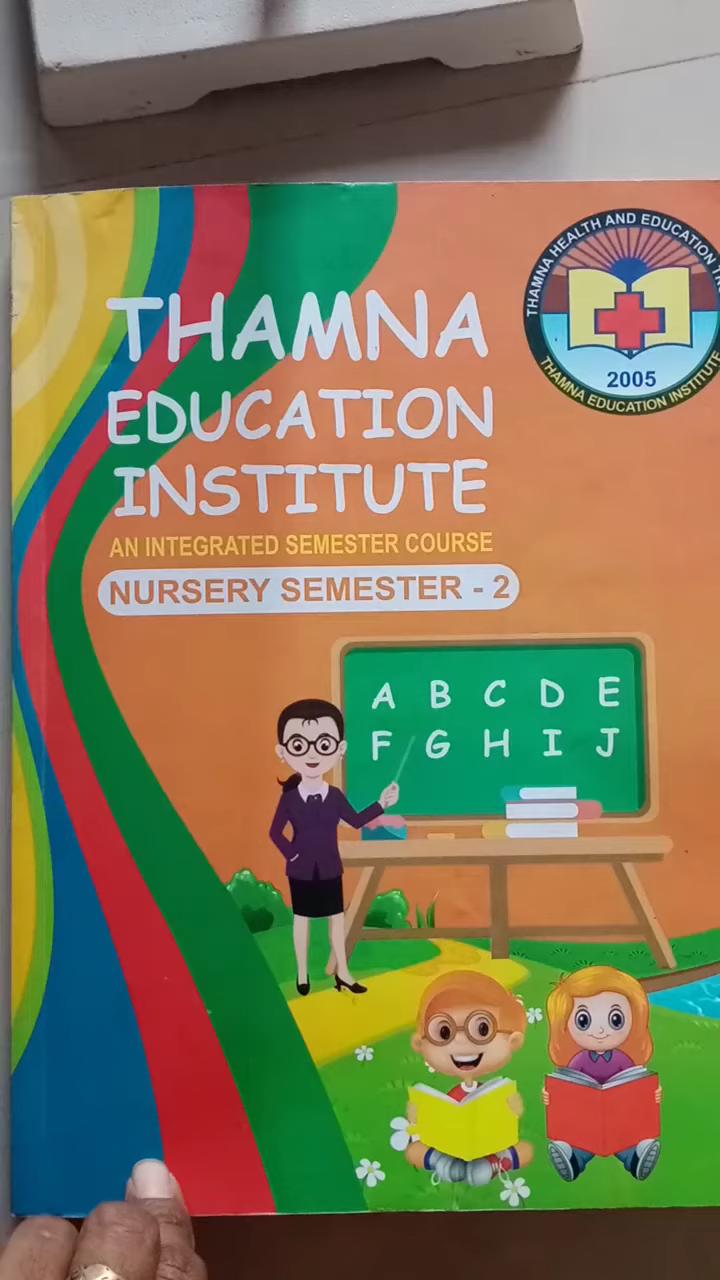 THAMNA
EDUCATION
INSTITUTE
AN INTEGRATED SEMESTER COURSE
NURSERY SEMESTER - 2
THAMNA HEALTH AND EDUCATION
2005
THAMNA EDUCATION INSTITUTE
A B C D E
F G H I J